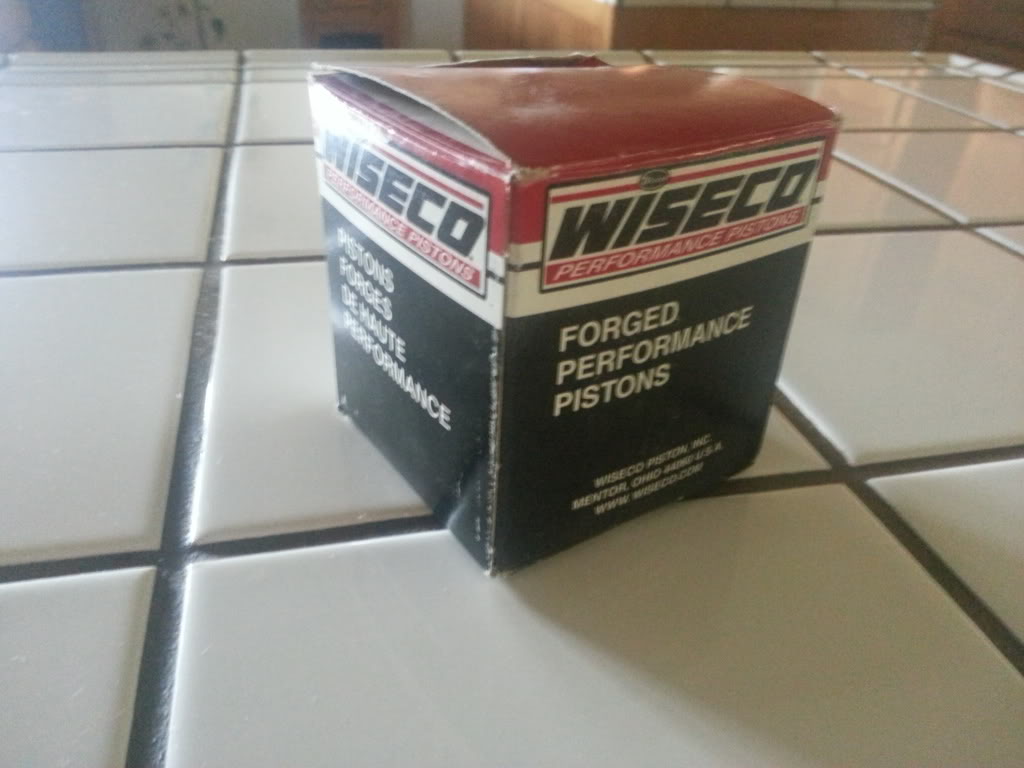 WISECO
PERFORMANCE PISTONS
PISTONS
FORGES
DE HAUTE
PERFORMANCE
WISECO
PERFORMANCE PISTONS
FORGED
PERFORMANCE
PISTONS
WISECO PISTON, INC.
MENTOR, OHIO 44060 U.S.A.
WWW.WISECO.COM